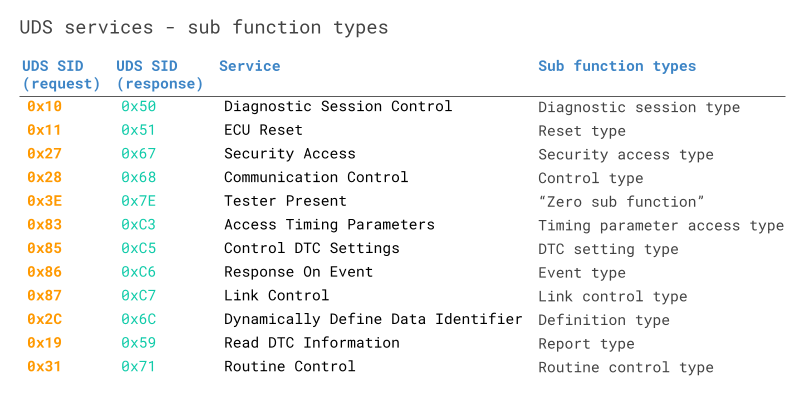 UDS services - sub function types
UDS SID (request) UDS SID (response) Service Sub function types
0x10 0x50 Diagnostic Session Control Diagnostic session type
0x11 0x51 ECU Reset Reset type
0x27 0x67 Security Access Security access type
0x28 0x68 Communication Control Control type
0x3E 0x7E Tester Present “Zero sub function”
0x83 0xC3 Access Timing Parameters Timing parameter access type
0x85 0xC5 Control DTC Settings DTC setting type
0x86 0xC6 Response On Event Event type
0x87 0xC7 Link Control Link control type
0x2C 0x6C Dynamically Define Data Identifier Definition type
0x19 0x59 Read DTC Information Report type
0x31 0x71 Routine Control Routine control type